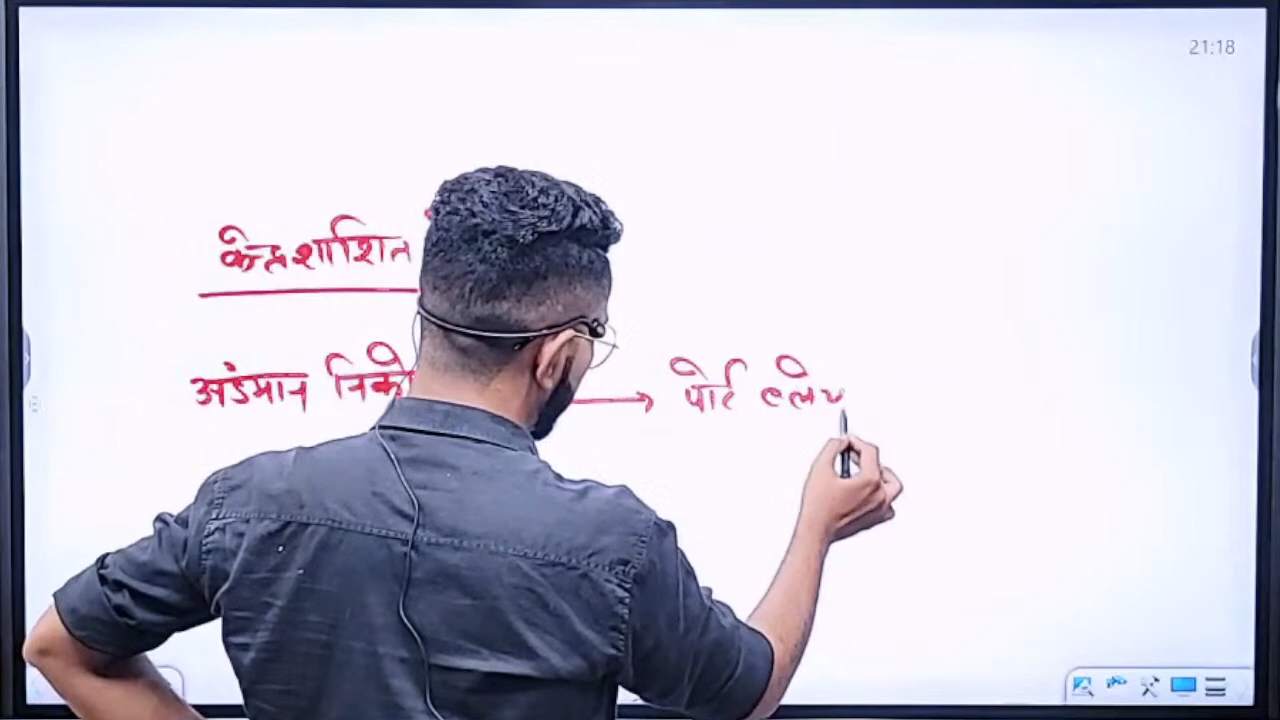 21:18
केन्द्रशाशित
अंडमान निको → पोर्ट ब्लेय